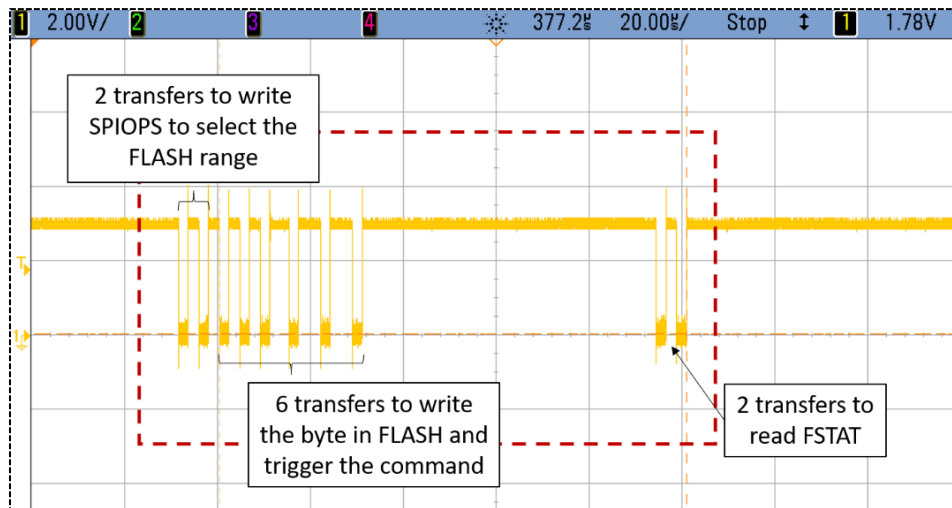 1 2.00V/ 2 3 4 377.2µs 20.00µs/ Stop 1 1.78V
2 transfers to write
SPIOPS to select the
FLASH range
T
1
6 transfers to write
the byte in FLASH and
trigger the command
2 transfers to
read FSTAT